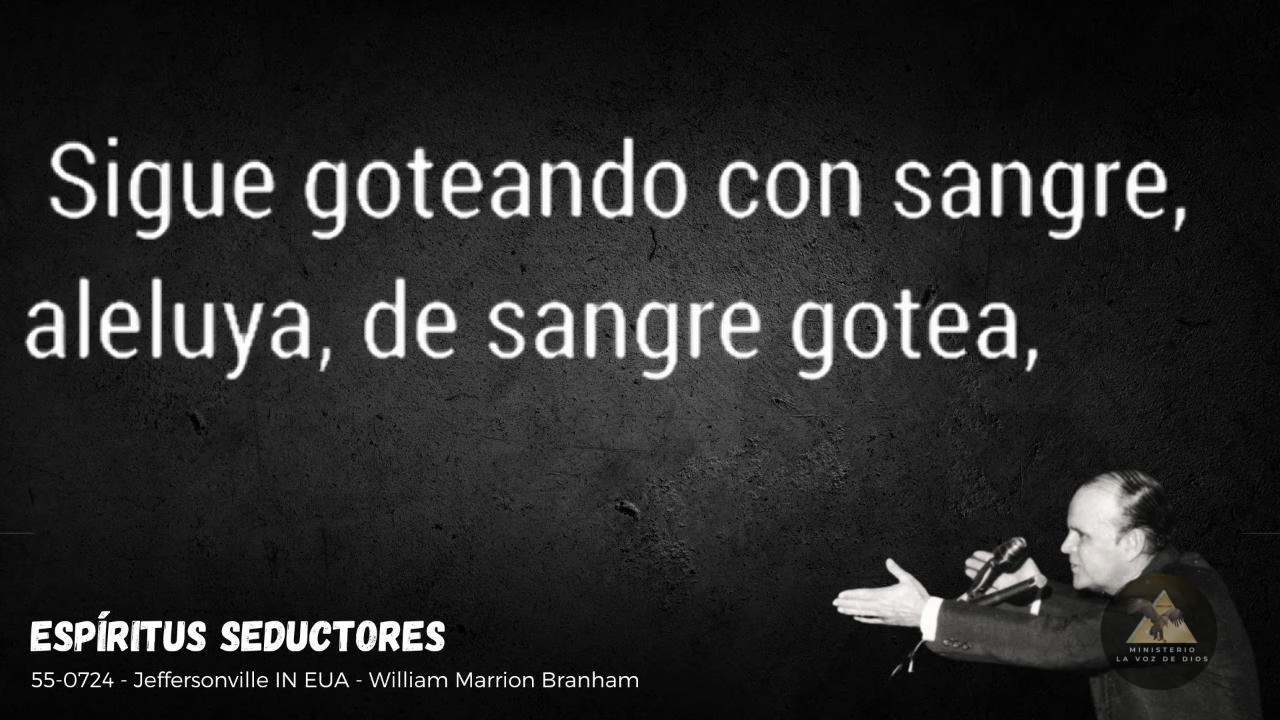 Sigue goteando con sangre,
aleluya, de sangre gotea,
ESPÍRITUS SEDUCTORES
55-0724 - Jeffersonville IN EUA - William Marrion Branham
MINISTERIO
LA VOZ DE DIOS